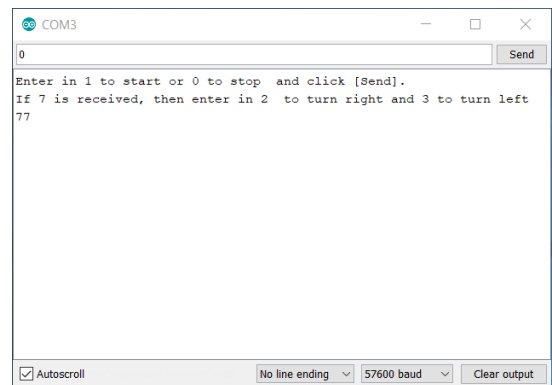 COM3
0
Send
Enter in 1 to start or 0 to stop  and click [Send].
If 7 is received, then enter in 2  to turn right and 3 to turn left
77
Autoscroll
No line ending
57600 baud
Clear output